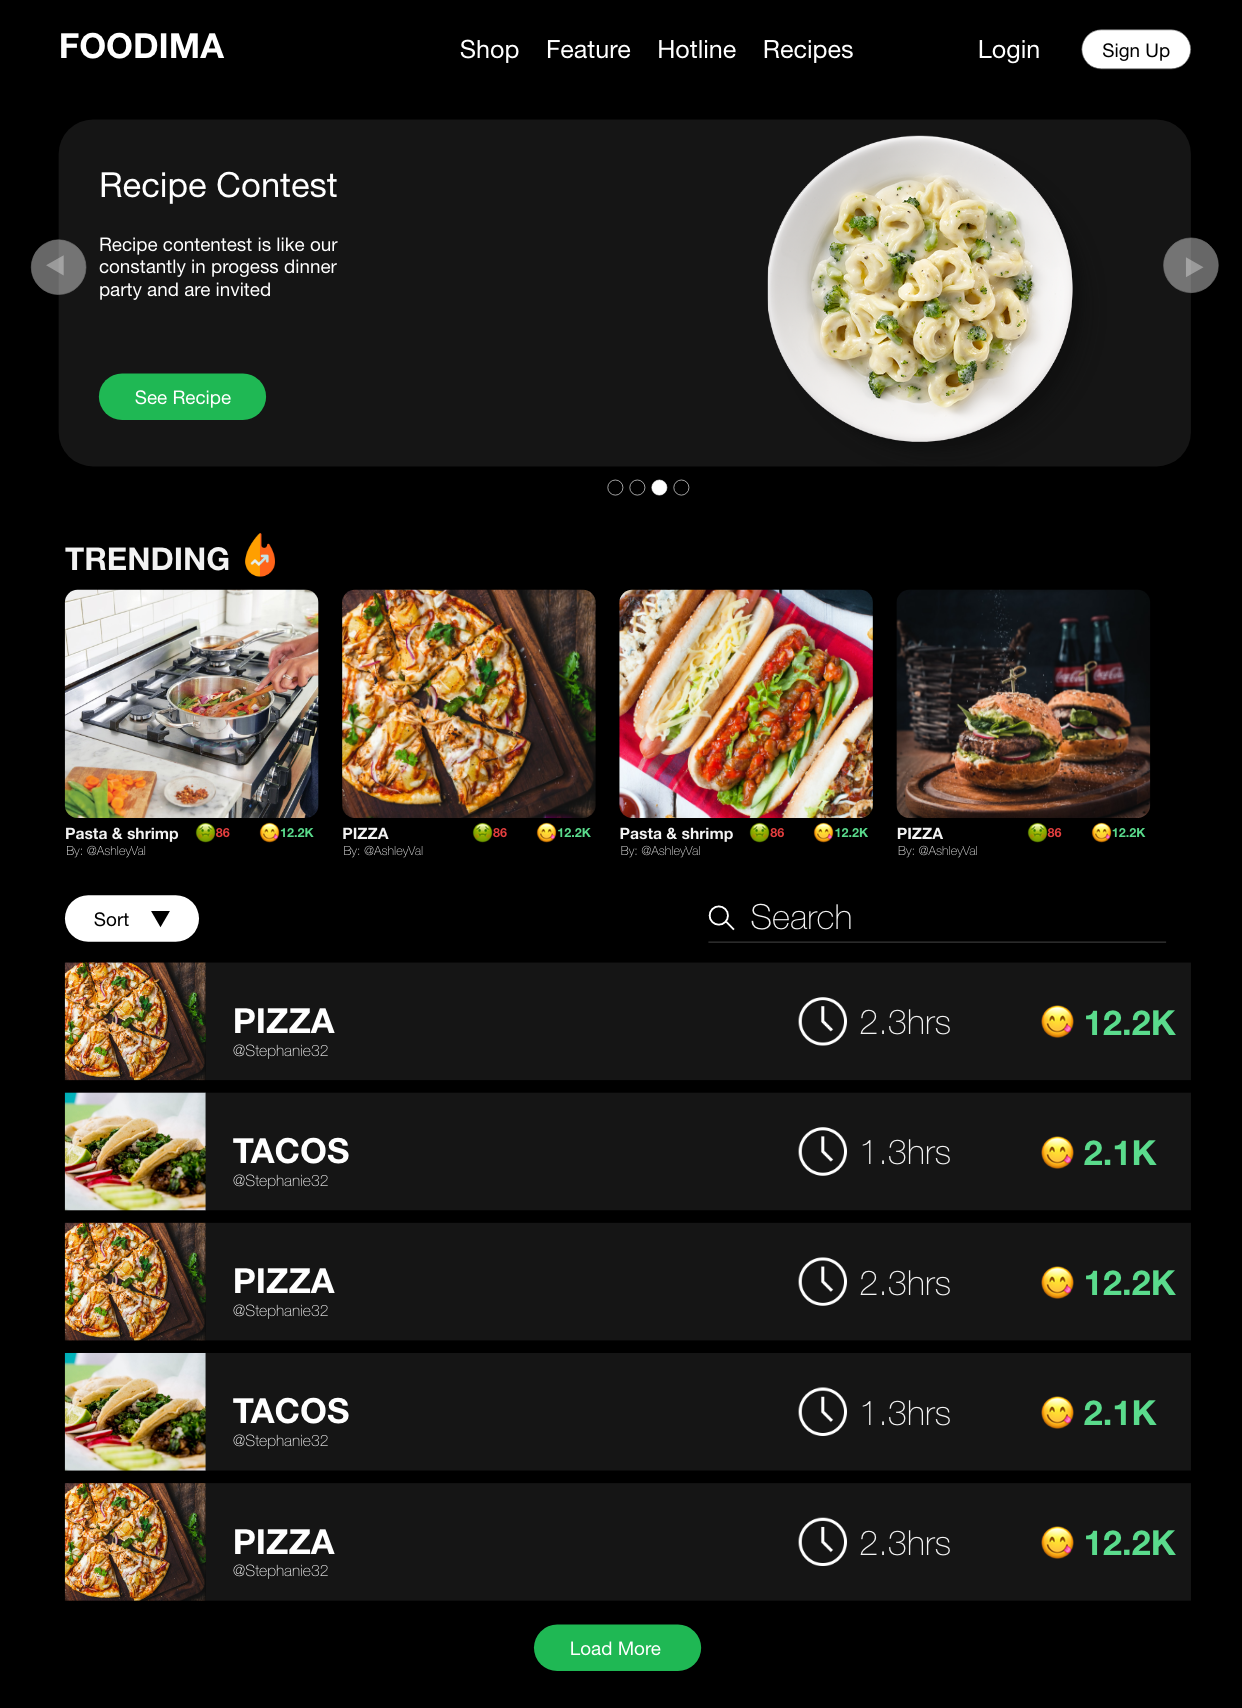 FOODIMA
Shop Feature Hotline Recipes
Login
Sign Up
Recipe Contest
Recipe contentest is like our
constantly in progess dinner
party and are invited
See Recipe
TRENDING
Coca-Cola
Pasta & shrimp 86 12.2K
By: @AshleyVal
PIZZA 86 12.2K
By: @AshleyVal
Pasta & shrimp 86 12.2K
By: @AshleyVal
PIZZA 86 12.2K
By: @AshleyVal
Sort
Search
PIZZA
@Stephanie32
2.3hrs
12.2K
TACOS
@Stephanie32
1.3hrs
2.1K
PIZZA
@Stephanie32
2.3hrs
12.2K
TACOS
@Stephanie32
1.3hrs
2.1K
PIZZA
@Stephanie32
2.3hrs
12.2K
Load More